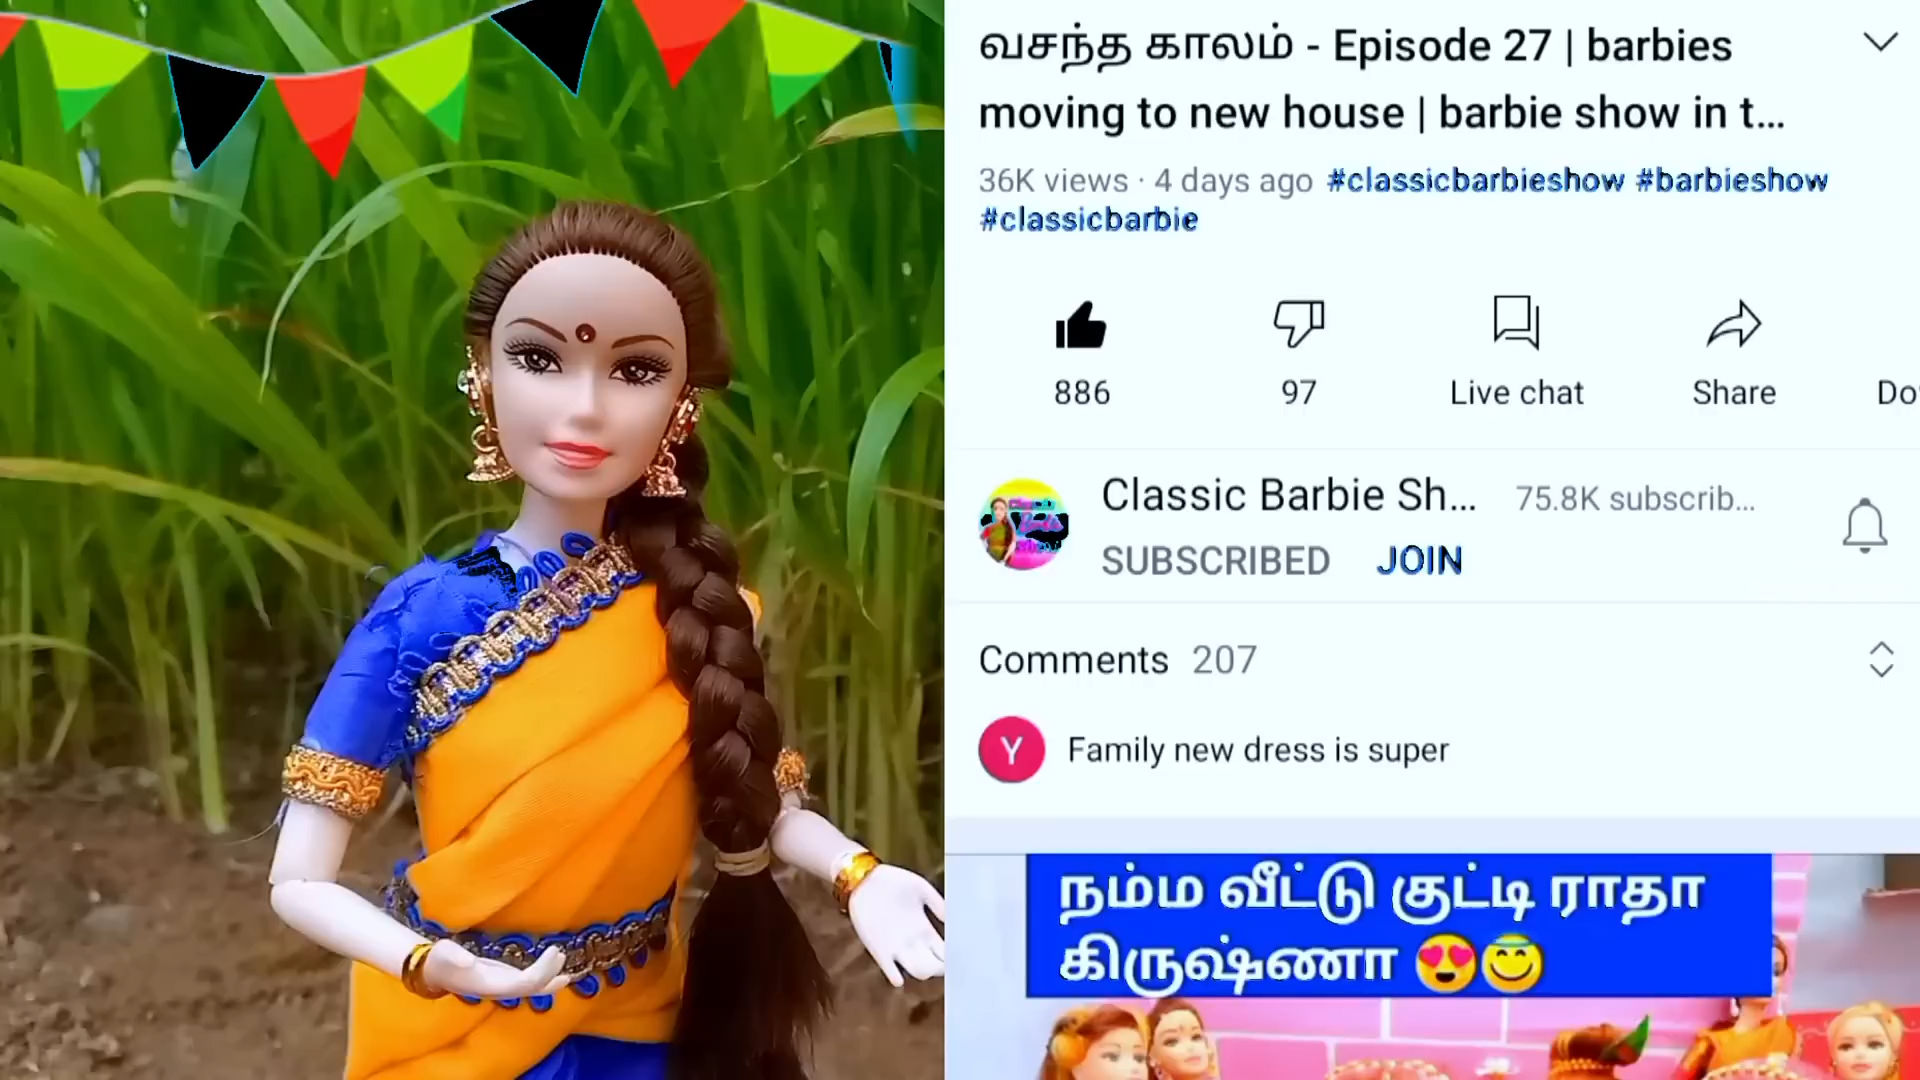 வசந்த காலம் - Episode 27 | barbies
moving to new house | barbie show in t...
36K views · 4 days ago #classicbarbieshow #barbieshow
#classicbarbie
886
97
Live chat
Share
Do
Classic Barbie Sh...
75.8K subscrib...
SUBSCRIBED JOIN
Comments 207
Y
Family new dress is super
நம்ம வீட்டு குட்டி ராதா
கிருஷ்ணா 😍😇